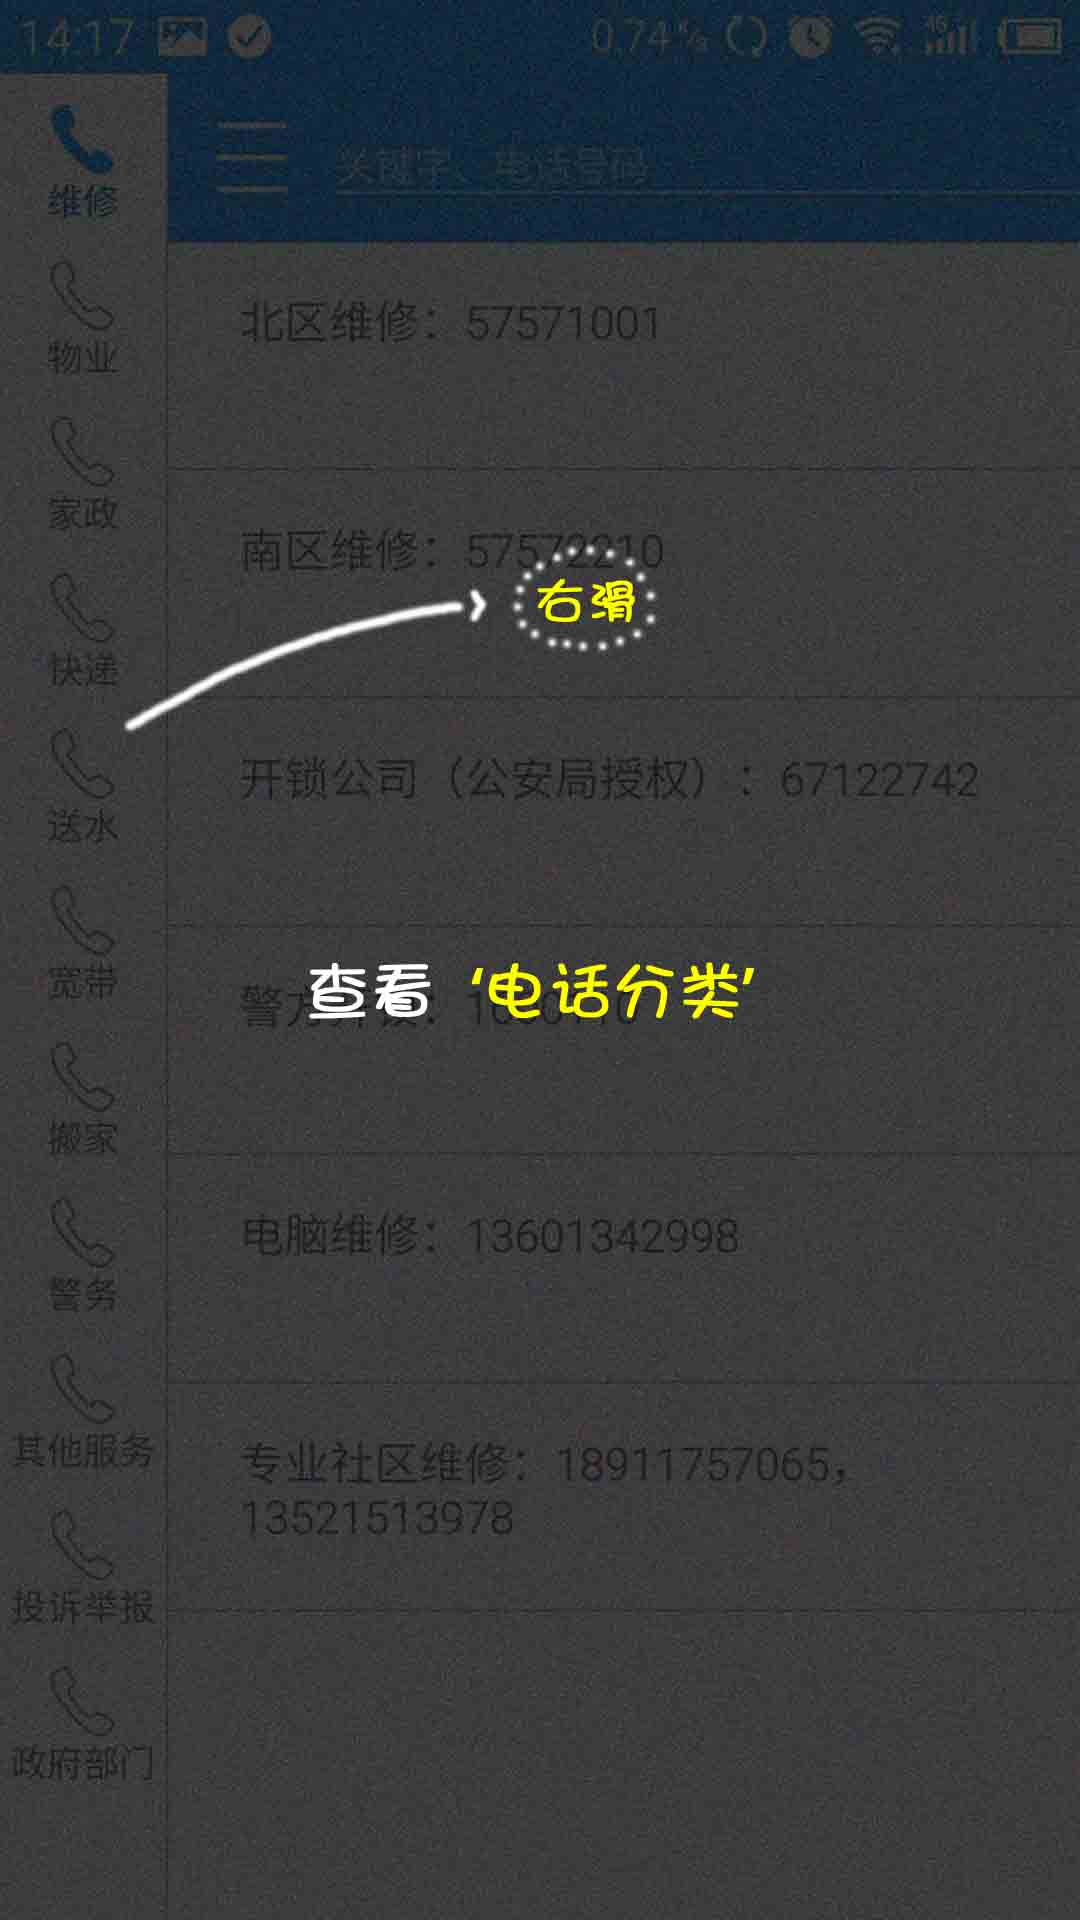 14:17
0.74 K/s
4G
维修
关键字、电话号码
北区维修：57571001
物业
家政
南区维修：57572210
右滑
快递
开锁公司（公安局授权）：67122742
送水
宽带
查看 '电话分类'
搬家
电脑维修：13601342998
警务
其他服务
专业社区维修：18911757065，
13521513978
投诉举报
政府部门